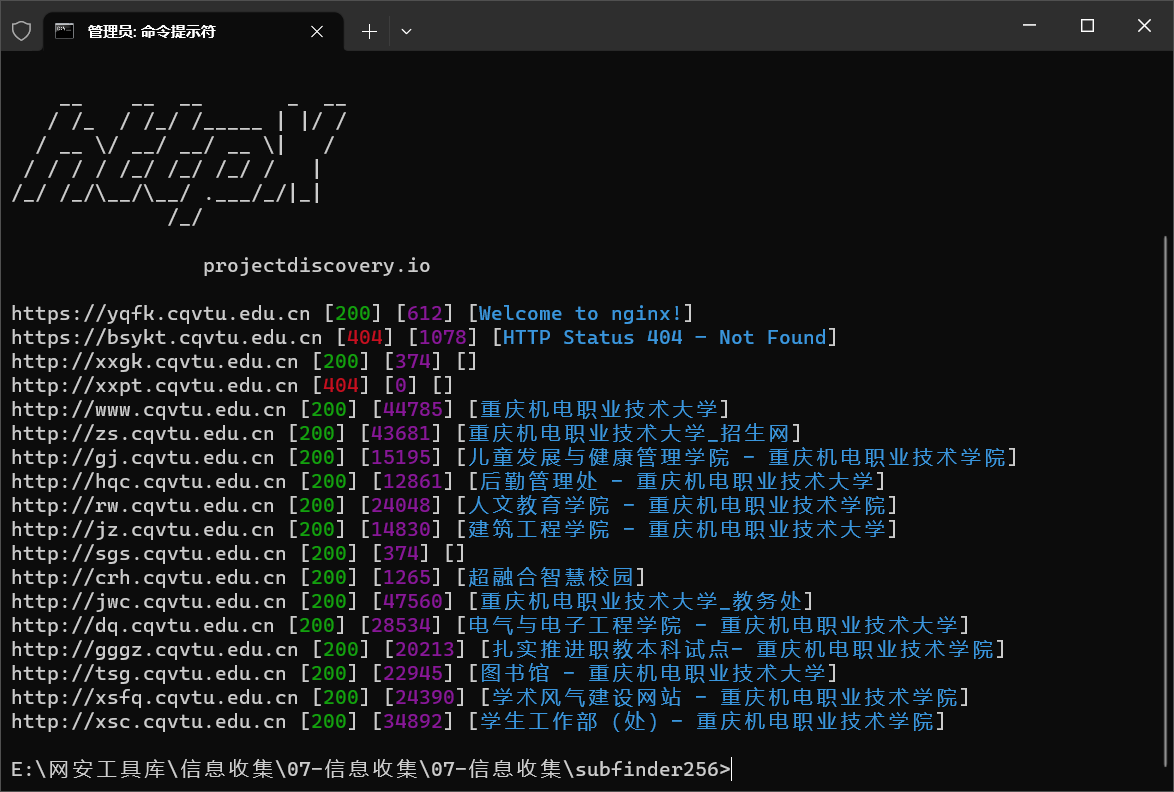 管理员: 命令提示符
    __    __  __       _  __
   / /_  / /_/ /_____ | |/ /
  / __ \/ __/ __/ __ \|   /
 / / / / /_/ /_/ /_/ /   |
/_/ /_/\__/\__/ .___/_/|_|
             /_/
projectdiscovery.io
https://yqfk.cqvtu.edu.cn [200] [612] [Welcome to nginx!]
https://bsykt.cqvtu.edu.cn [404] [1078] [HTTP Status 404 – Not Found]
http://xxgk.cqvtu.edu.cn [200] [374] []
http://xxpt.cqvtu.edu.cn [404] [0] []
http://www.cqvtu.edu.cn [200] [44785] [重庆机电职业技术大学]
http://zs.cqvtu.edu.cn [200] [43681] [重庆机电职业技术大学_招生网]
http://gj.cqvtu.edu.cn [200] [15195] [儿童发展与健康管理学院 - 重庆机电职业技术学院]
http://hqc.cqvtu.edu.cn [200] [12861] [后勤管理处 - 重庆机电职业技术大学]
http://rw.cqvtu.edu.cn [200] [24048] [人文教育学院 - 重庆机电职业技术学院]
http://jz.cqvtu.edu.cn [200] [14830] [建筑工程学院 - 重庆机电职业技术大学]
http://sgs.cqvtu.edu.cn [200] [374] []
http://crh.cqvtu.edu.cn [200] [1265] [超融合智慧校园]
http://jwc.cqvtu.edu.cn [200] [47560] [重庆机电职业技术大学_教务处]
http://dq.cqvtu.edu.cn [200] [28534] [电气与电子工程学院 - 重庆机电职业技术大学]
http://gggz.cqvtu.edu.cn [200] [20213] [扎实推进职教本科试点- 重庆机电职业技术学院]
http://tsg.cqvtu.edu.cn [200] [22945] [图书馆 - 重庆机电职业技术大学]
http://xsfq.cqvtu.edu.cn [200] [24390] [学术风气建设网站 - 重庆机电职业技术学院]
http://xsc.cqvtu.edu.cn [200] [34892] [学生工作部（处）- 重庆机电职业技术学院]
E:\网安工具库\信息收集\07-信息收集\07-信息收集\subfinder256>